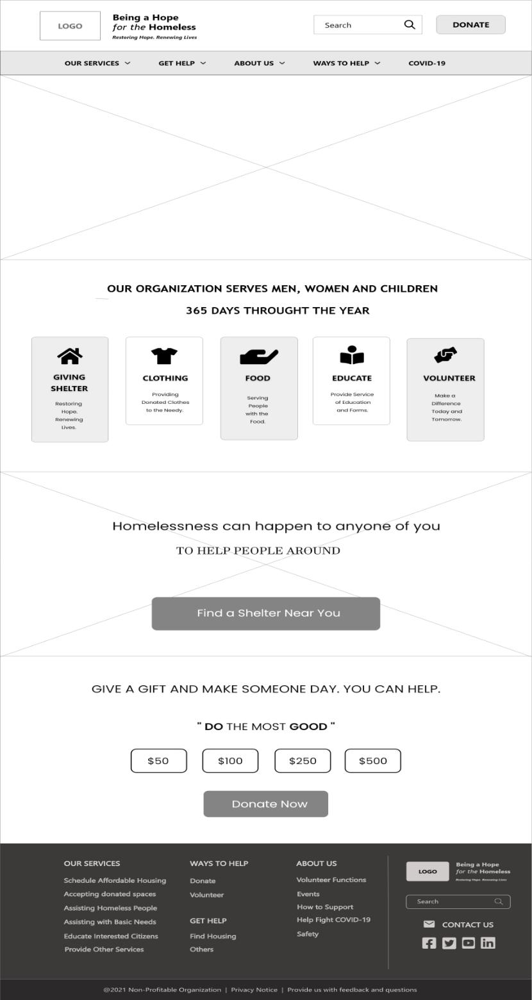 LOGO
Being a Hope
for the Homeless
Restoring Hope. Renewing Lives
Search
DONATE
OUR SERVICES GET HELP ABOUT US WAYS TO HELP COVID-19
OUR ORGANIZATION SERVES MEN, WOMEN AND CHILDREN
365 DAYS THROUGHT THE YEAR
GIVING
SHELTER
Restoring
Hope.
Renewing
Lives.
CLOTHING
Providing
Donated Clothes
to the Needy.
FOOD
Serving
People
with the
Food.
EDUCATE
Provide Service
of Education
and Forms.
VOLUNTEER
Make a
Difference
Today and
Tomorrow.
Homelessness can happen to anyone of you
TO HELP PEOPLE AROUND
Find a Shelter Near You
GIVE A GIFT AND MAKE SOMEONE DAY. YOU CAN HELP.
" DO THE MOST GOOD "
$50 $100 $250 $500
Donate Now
OUR SERVICES
Schedule Affordable Housing
Accepting donated spaces
Assisting Homeless People
Assisting with Basic Needs
Educate Interested Citizens
Provide Other Services
WAYS TO HELP
Donate
Volunteer
GET HELP
Find Housing
Others
ABOUT US
Volunteer Functions
Events
How to Support
Help Fight COVID-19
Safety
LOGO
Being a Hope
for the Homeless
Restoring Hope. Renewing Lives
Search
CONTACT US
@2021 Non-Profitable Organization | Privacy Notice | Provide us with feedback and questions